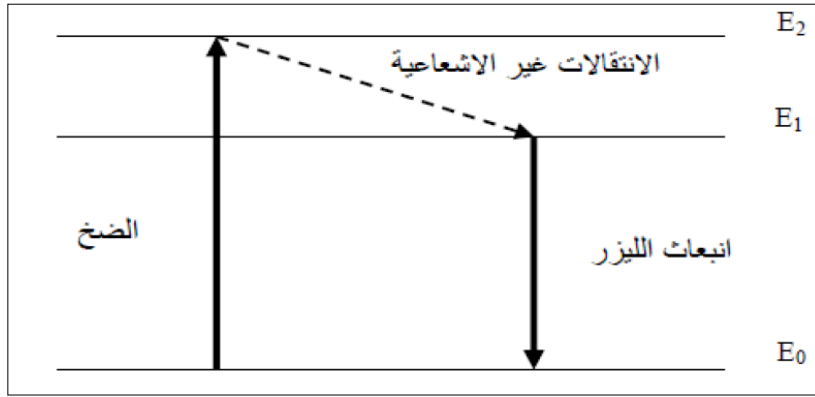 E₂
الانتقالات غير الاشعاعية
E₁
الضخ
انبعاث الليزر
E₀